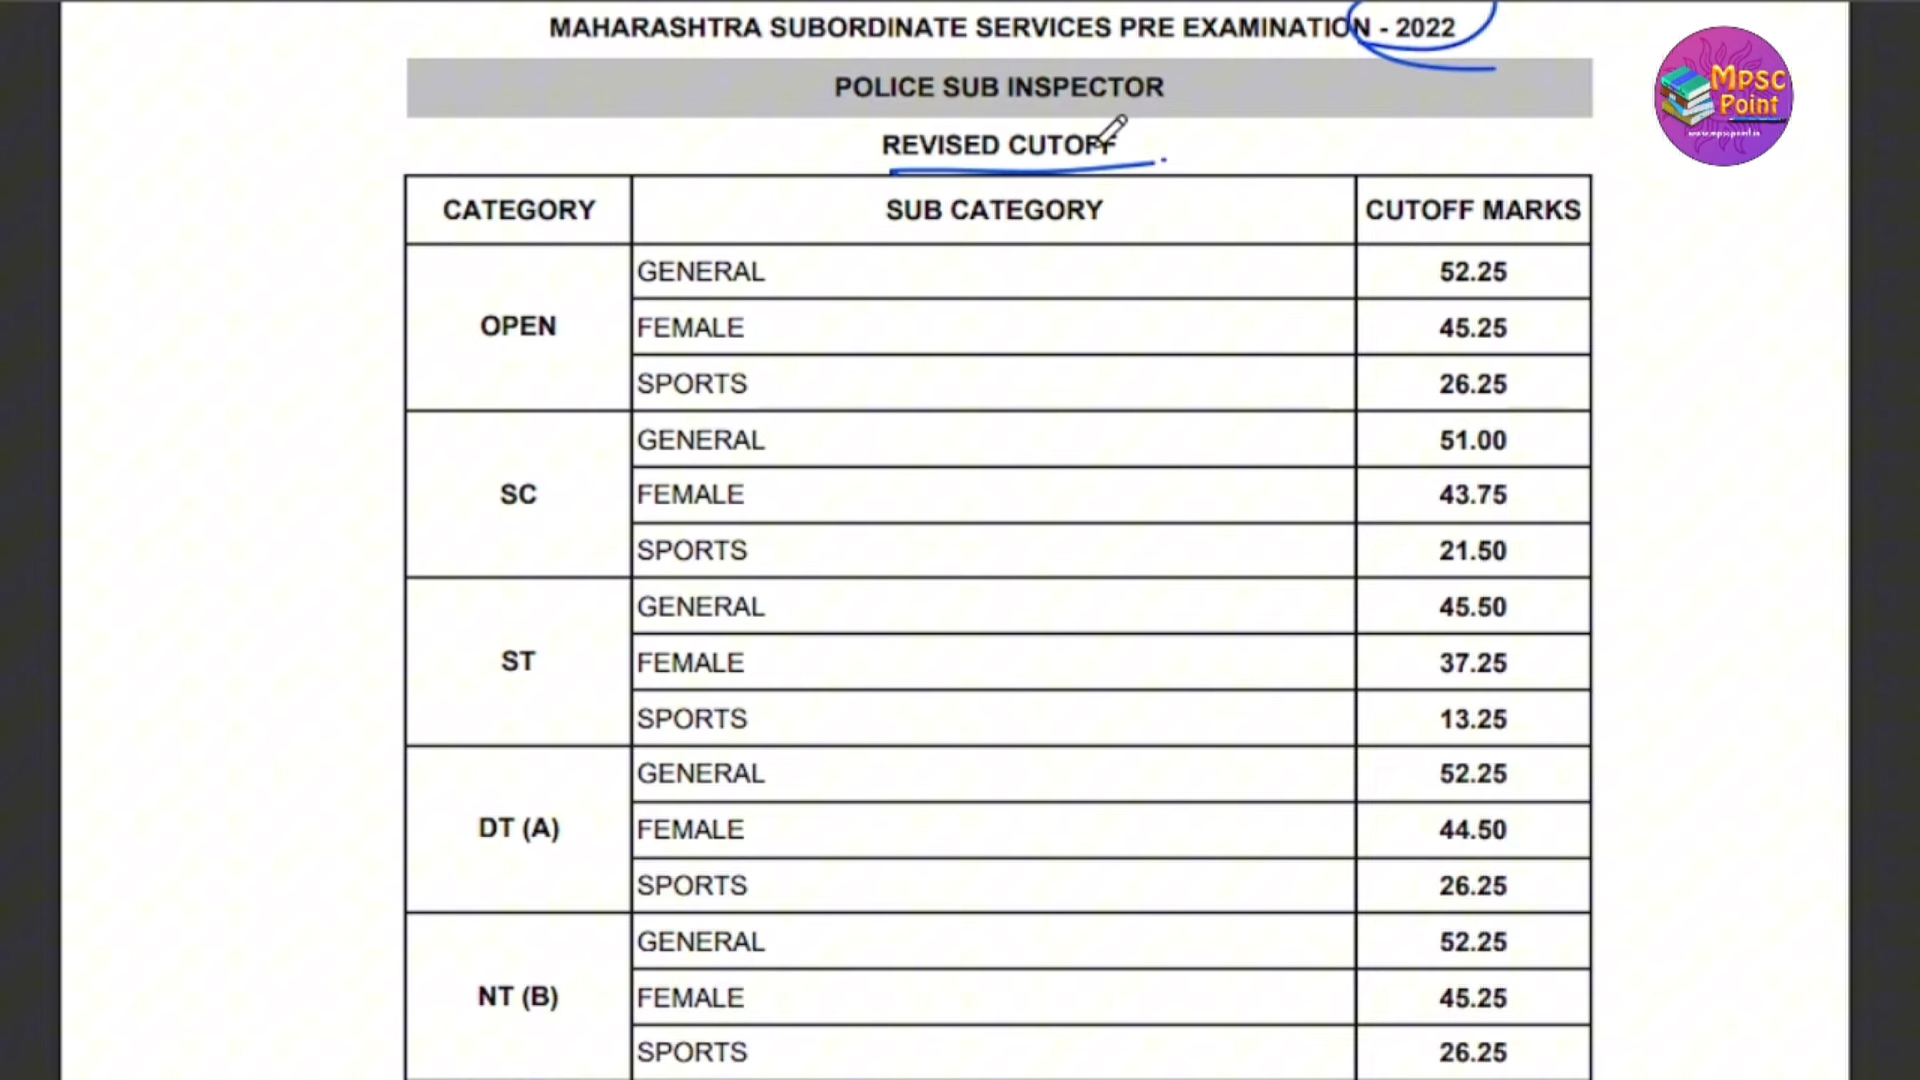 MAHARASHTRA SUBORDINATE SERVICES PRE EXAMINATION - 2022
Mpsc
Point
www.mpscpoint.in
POLICE SUB INSPECTOR
REVISED CUTOFF
CATEGORY SUB CATEGORY CUTOFF MARKS
OPEN
GENERAL 52.25
FEMALE 45.25
SPORTS 26.25
SC
GENERAL 51.00
FEMALE 43.75
SPORTS 21.50
ST
GENERAL 45.50
FEMALE 37.25
SPORTS 13.25
DT (A)
GENERAL 52.25
FEMALE 44.50
SPORTS 26.25
NT (B)
GENERAL 52.25
FEMALE 45.25
SPORTS 26.25